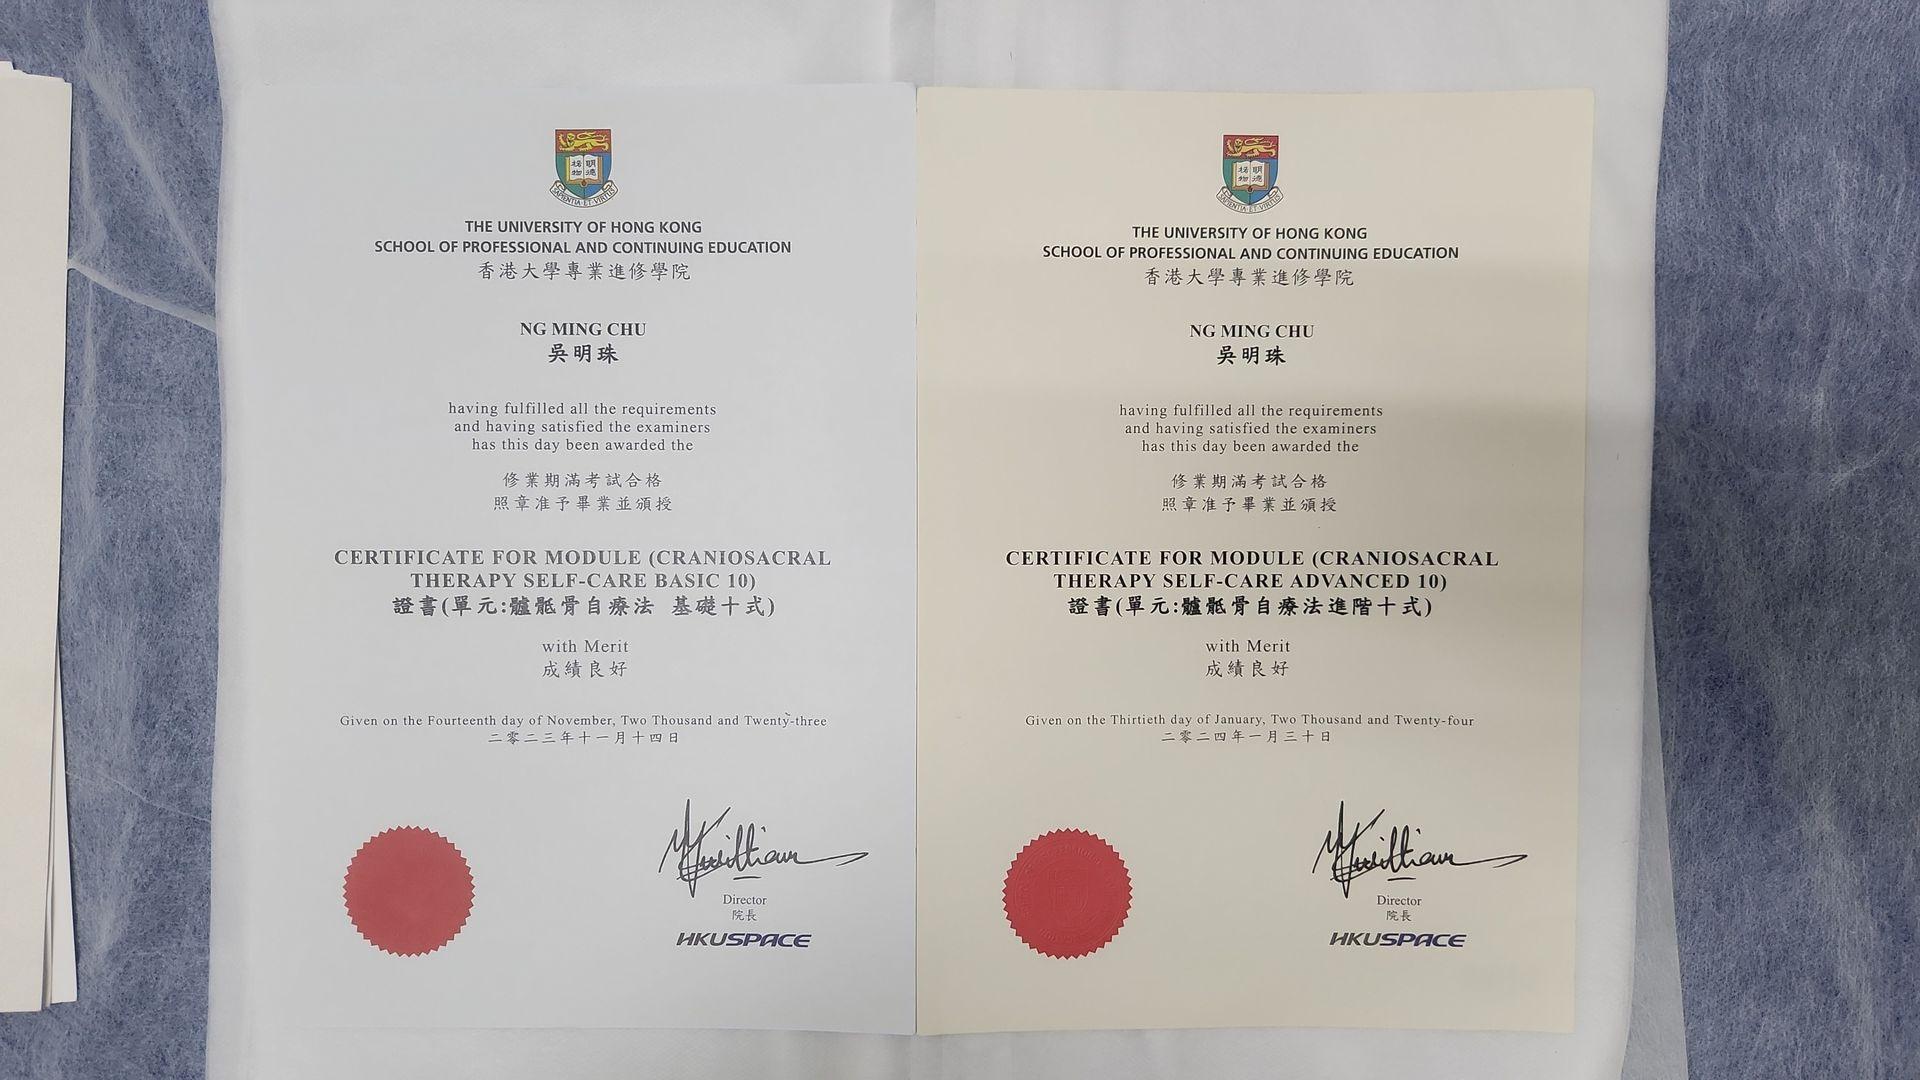 明德
格物
SAPIENTIA ET VIRTUS
THE UNIVERSITY OF HONG KONG
SCHOOL OF PROFESSIONAL AND CONTINUING EDUCATION
香港大學專業進修學院
NG MING CHU
吳明珠
having fulfilled all the requirements
and having satisfied the examiners
has this day been awarded the
修業期滿考試合格
照章准予畢業並頒授
CERTIFICATE FOR MODULE (CRANIOSACRAL
THERAPY SELF-CARE BASIC 10)
證書(單元:髗骶骨自療法 基礎十式)
with Merit
成績良好
Given on the Fourteenth day of November, Two Thousand and Twenty-three
二零二三年十一月十四日
Director
院長
HKUSPACE
明德
格物
SAPIENTIA ET VIRTUS
THE UNIVERSITY OF HONG KONG
SCHOOL OF PROFESSIONAL AND CONTINUING EDUCATION
香港大學專業進修學院
NG MING CHU
吳明珠
having fulfilled all the requirements
and having satisfied the examiners
has this day been awarded the
修業期滿考試合格
照章准予畢業並頒授
CERTIFICATE FOR MODULE (CRANIOSACRAL
THERAPY SELF-CARE ADVANCED 10)
證書(單元:髗骶骨自療法進階十式)
with Merit
成績良好
Given on the Thirtieth day of January, Two Thousand and Twenty-four
二零二四年一月三十日
Director
院長
HKUSPACE